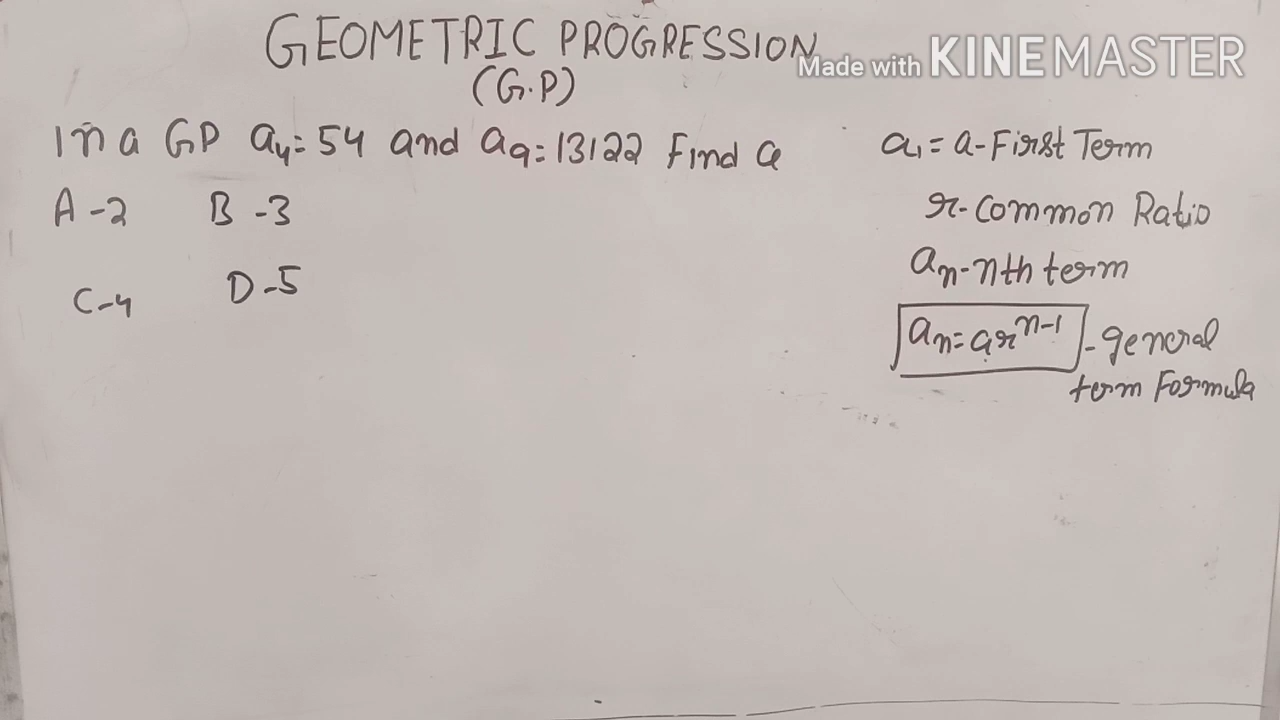 GEOMETRIC PROGRESSION
Made with KINEMASTER
(G.P)
In a GP a₄=54 and a₉=13122 Find a
A-2 B-3
C-4 D-5
a₁=a-First Term
r-Common Ratio
aₙ-nth term
aₙ=arⁿ⁻¹-general
term Formula